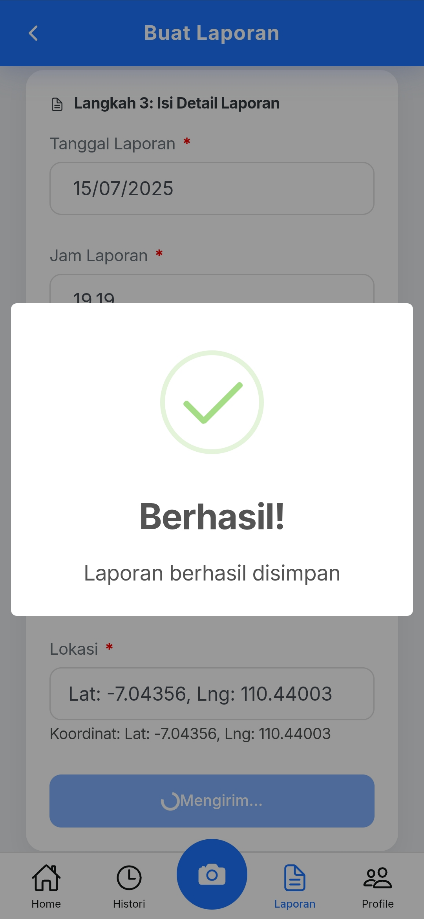 Buat Laporan
Langkah 3: Isi Detail Laporan
Tanggal Laporan *
15/07/2025
Jam Laporan *
19.19
Berhasil!
Laporan berhasil disimpan
Lokasi *
Lat: -7.04356, Lng: 110.44003
Koordinat: Lat: -7.04356, Lng: 110.44003
Mengirim...
Home
Histori
Laporan
Profile